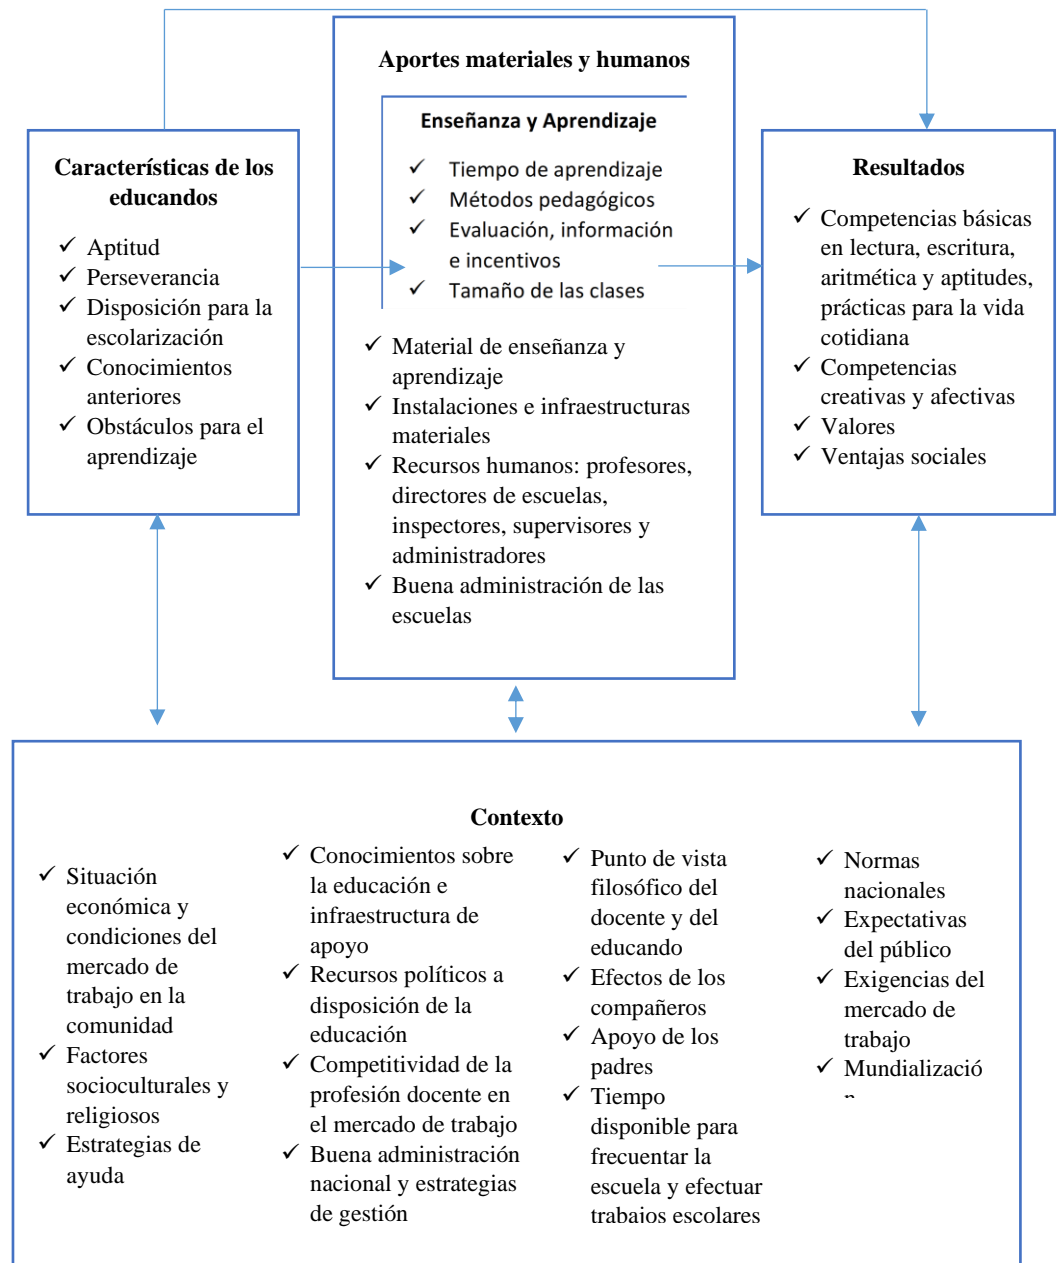 Aportes materiales y humanos
Enseñanza y Aprendizaje
✓ Tiempo de aprendizaje
✓ Métodos pedagógicos
✓ Evaluación, información
e incentivos
✓ Tamaño de las clases
✓ Material de enseñanza y
aprendizaje
✓ Instalaciones e infraestructuras
materiales
✓ Recursos humanos: profesores,
directores de escuelas,
inspectores, supervisores y
administradores
✓ Buena administración de las
escuelas
Características de los
educandos
✓ Aptitud
✓ Perseverancia
✓ Disposición para la
escolarización
✓ Conocimientos
anteriores
✓ Obstáculos para el
aprendizaje
Resultados
✓ Competencias básicas
en lectura, escritura,
aritmética y aptitudes,
prácticas para la vida
cotidiana
✓ Competencias
creativas y afectivas
✓ Valores
✓ Ventajas sociales
Contexto
✓ Situación
económica y
condiciones del
mercado de
trabajo en la
comunidad
✓ Factores
socioculturales y
religiosos
✓ Estrategias de
ayuda
✓ Conocimientos sobre
la educación e
infraestructura de
apoyo
✓ Recursos políticos a
disposición de la
educación
✓ Competitividad de la
profesión docente en
el mercado de trabajo
✓ Buena administración
nacional y estrategias
de gestión
✓ Punto de vista
filosófico del
docente y del
educando
✓ Efectos de los
compañeros
✓ Apoyo de los
padres
✓ Tiempo
disponible para
frecuentar la
escuela y efectuar
trabajos escolares
✓ Normas
nacionales
✓ Expectativas
del público
✓ Exigencias del
mercado de
trabajo
✓ Mundializació
n